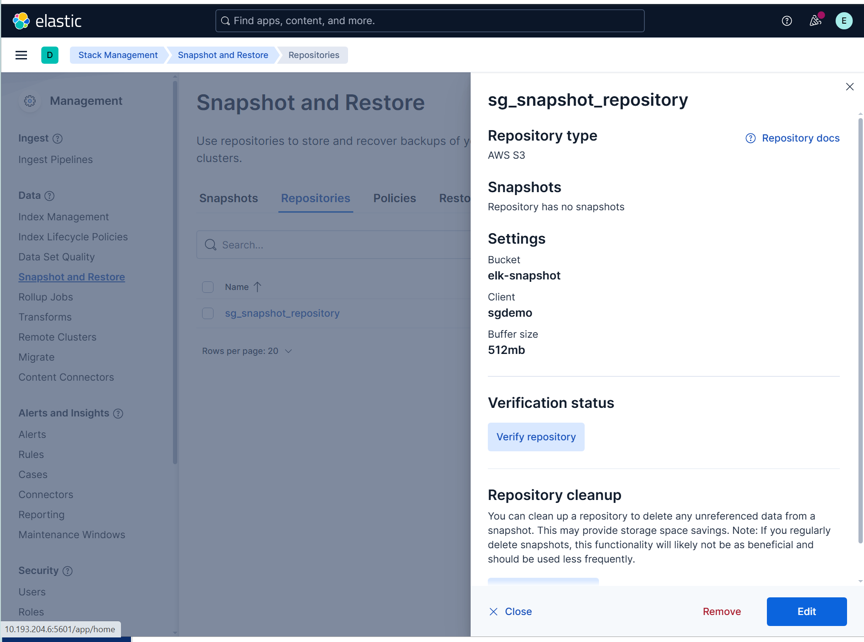 elastic
Find apps, content, and more.
E
D
Stack Management
Snapshot and Restore
Repositories
Management
Ingest
Ingest Pipelines
Data
Index Management
Index Lifecycle Policies
Data Set Quality
Snapshot and Restore
Rollup Jobs
Transforms
Remote Clusters
Migrate
Content Connectors
Alerts and Insights
Alerts
Rules
Cases
Connectors
Reporting
Maintenance Windows
Security
Users
Roles
10.193.204.6:5601/app/home
Snapshot and Restore
Use repositories to store and recover backups of
clusters.
Snapshots
Repositories
Policies
Resto
Search...
Name
sg_snapshot_repository
Rows per page: 20
sg_snapshot_repository
Repository type
Repository docs
AWS S3
Snapshots
Repository has no snapshots
Settings
Bucket
elk-snapshot
Client
sgdemo
Buffer size
512mb
Verification status
Verify repository
Repository cleanup
You can clean up a repository to delete any unreferenced data from a
snapshot. This may provide storage space savings. Note: If you regularly
delete snapshots, this functionality will likely not be as beneficial and
should be used less frequently.
Close
Remove
Edit